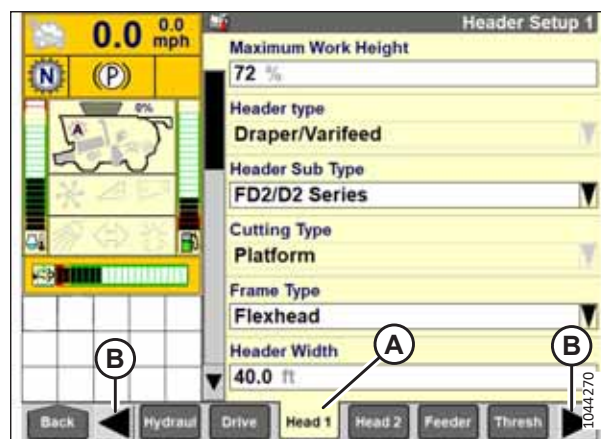 0.0 0.0 mph
Header Setup 1
N (P)
Maximum Work Height
72 %
0%
A
Header type
Draper/Varifeed
Header Sub Type
FD2/D2 Series
Cutting Type
Platform
Frame Type
Flexhead
Header Width
40.0 ft
A
B
B
1044270
Back
Hydraul
Drive
Head 1
Head 2
Feeder
Thresh